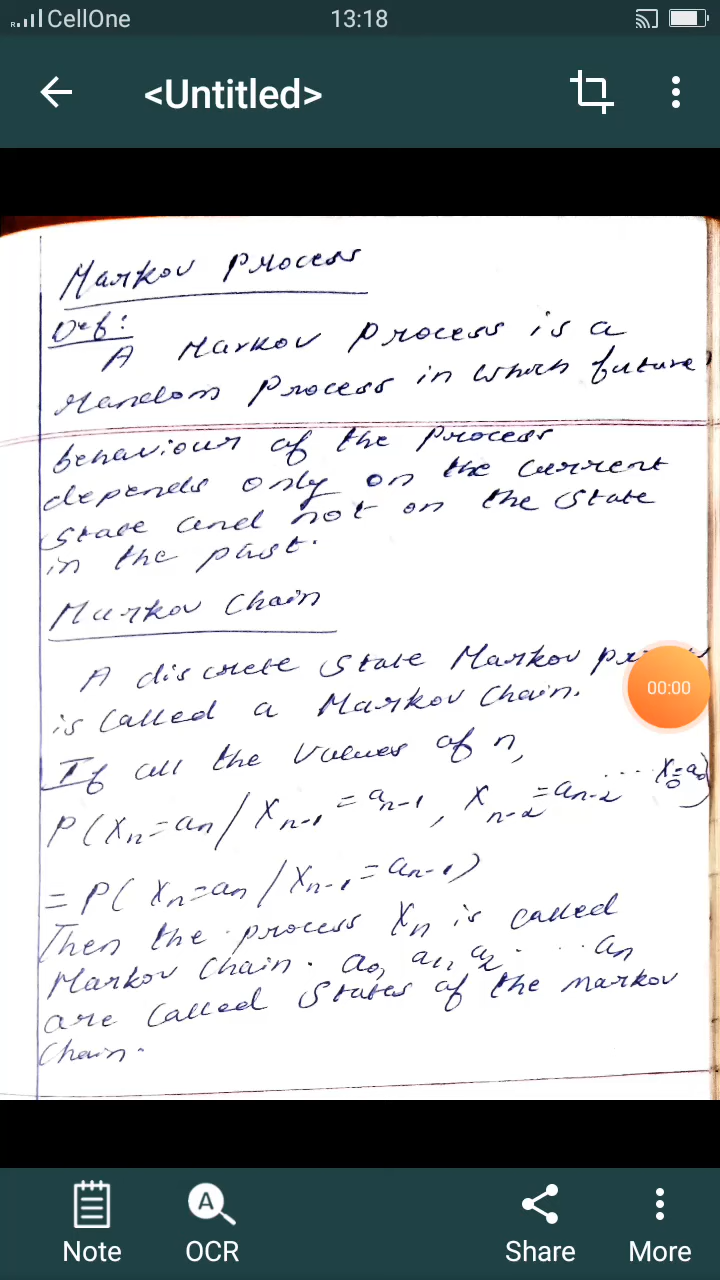 CellOne 13:18
<Untitled>
Markov Process
Def:
A Markov Process is a
Random Process in which future
behaviour of the Process
depends only on the current
State and not on the State
in the past.
Markov Chain
A discrete State Markov
is called a Markov Chain.
If all the values of n,
P(Xn=an / Xn-1 = an-1, Xn-2 = an-2 .... X0=a0)
= P( Xn=an / Xn-1 = an-1)
Then the process Xn is called
Markov Chain. a0, a1, a2 .... an
are called States of the markov
Chain.
00:00
Note OCR Share More